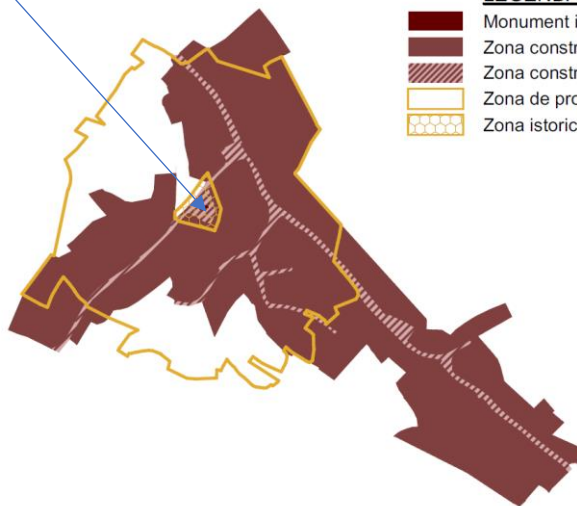 Monument i
Zona constr
Zona constr
Zona de pro
Zona istoric